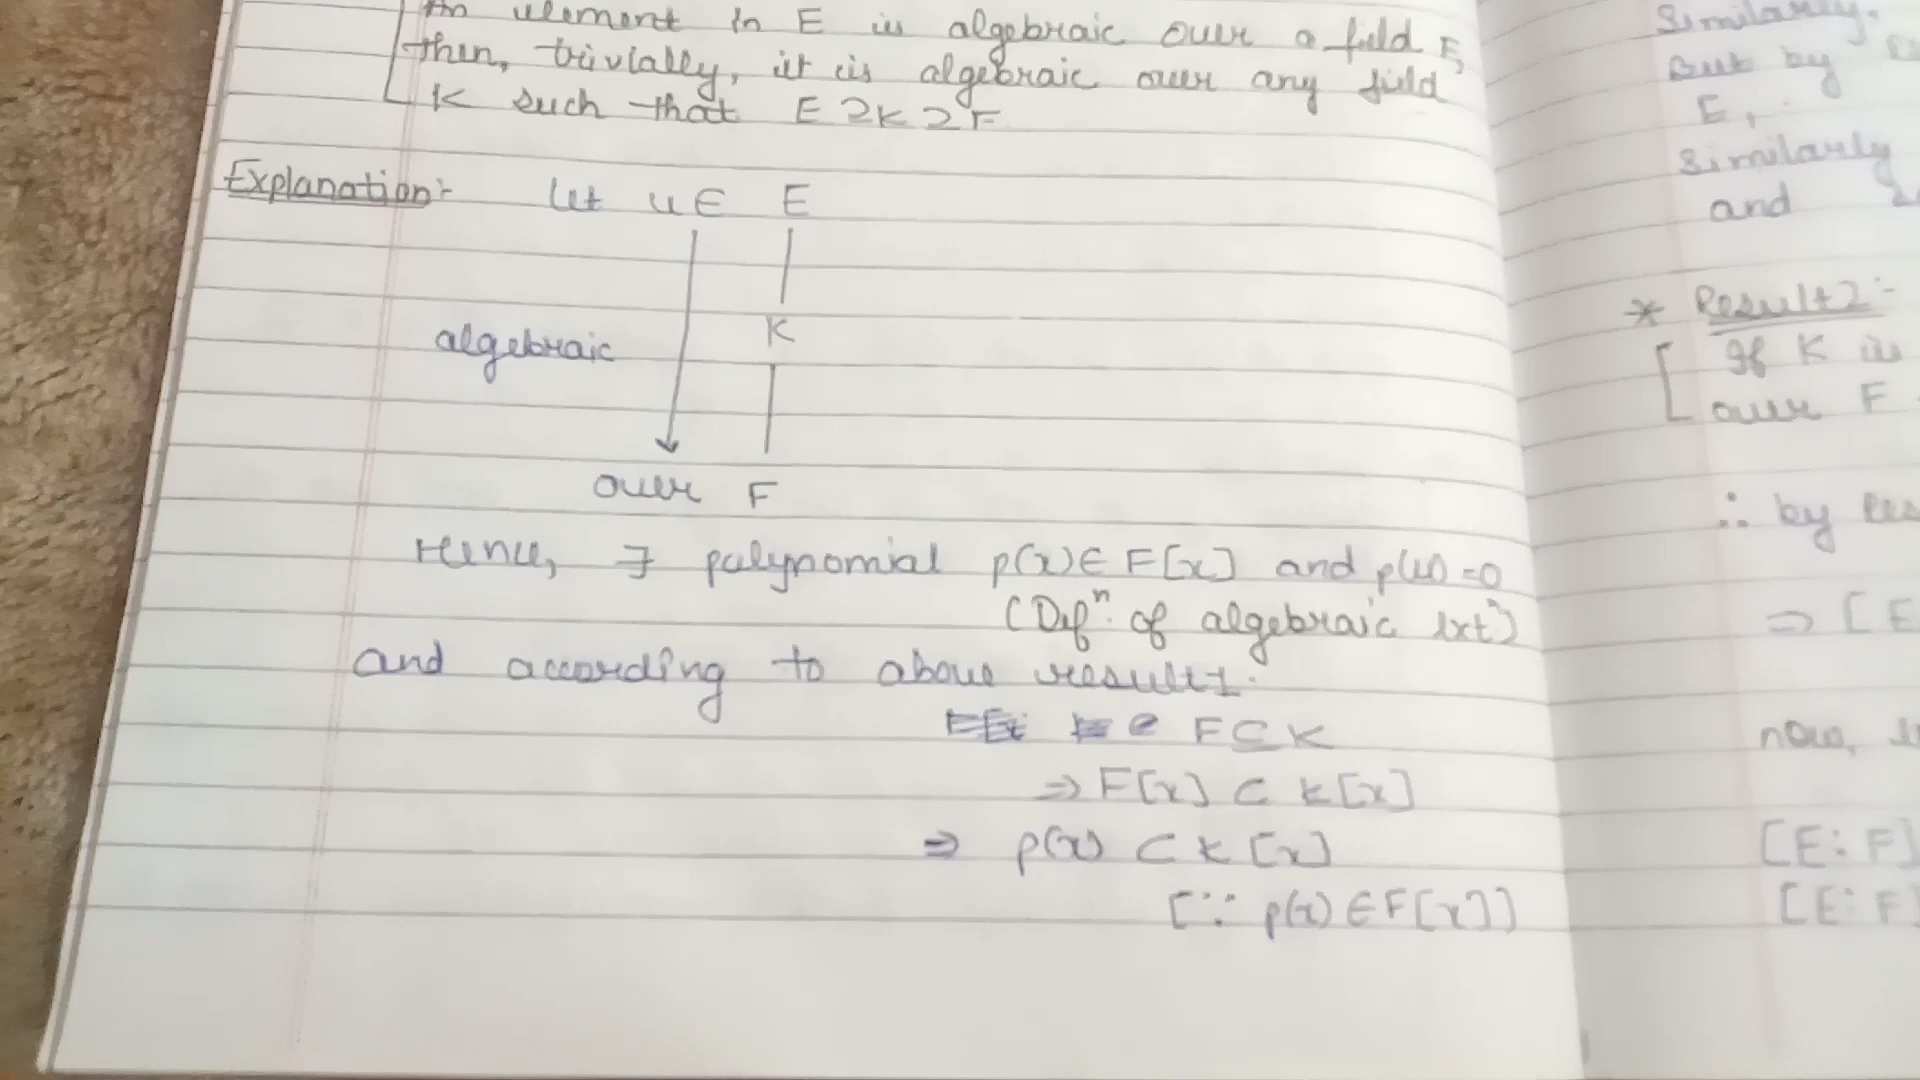 An element in E is algebraic over a field F,
then, trivially, it is algebraic over any field
K such that E ⊇ K ⊇ F
Explanation:- Let u ∈ E
K
algebraic
over F
Hence, ∃ polynomial p(x) ∈ F[x] and p(u) = 0
(Defⁿ. of algebraic extⁿ)
and according to above result 1.
F ⊆ K
⇒ F[x] ⊂ K[x]
⇒ p(x) ⊂ K[x]
[∵ p(x) ∈ F[x]]
Similarly.
But by
E,
Similarly
and
* Result 2:-
If K is
over F
∴ by
⇒ [E
now,
[E: F]
[E: F]